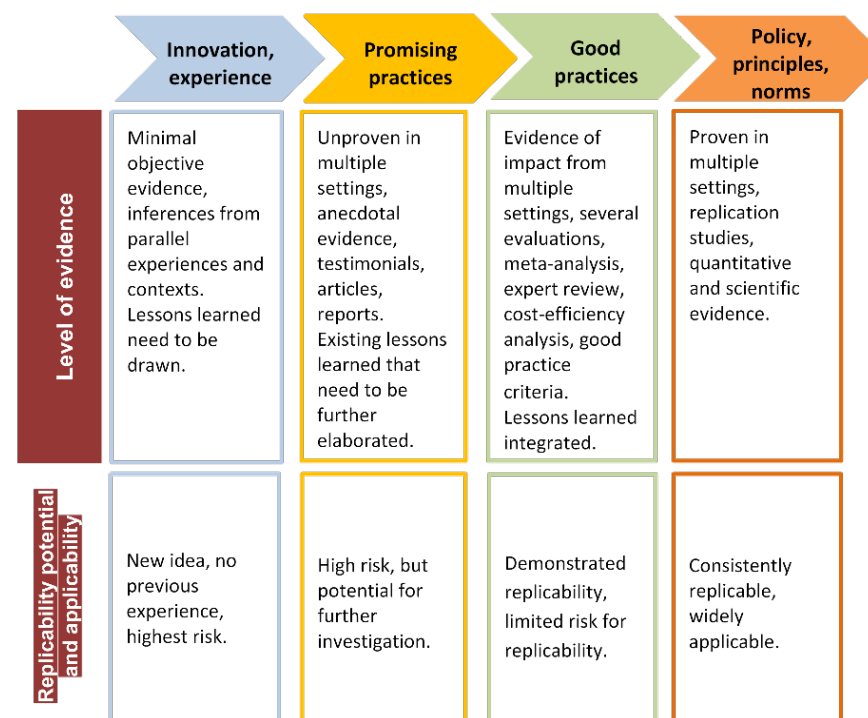 Innovation,
experience
Promising
practices
Good
practices
Policy,
principles,
norms
Level of evidence
Minimal
objective
evidence,
inferences from
parallel
experiences and
contexts.
Lessons learned
need to be
drawn.
Unproven in
multiple
settings,
anecdotal
evidence,
testimonials,
articles,
reports.
Existing lessons
learned that
need to be
further
elaborated.
Evidence of
impact from
multiple
settings, several
evaluations,
meta-analysis,
expert review,
cost-efficiency
analysis, good
practice
criteria.
Lessons learned
integrated.
Proven in
multiple
settings,
replication
studies,
quantitative
and scientific
evidence.
Replicability potential
and applicability
New idea, no
previous
experience,
highest risk.
High risk, but
potential for
further
investigation.
Demonstrated
replicability,
limited risk for
replicability.
Consistently
replicable,
widely
applicable.